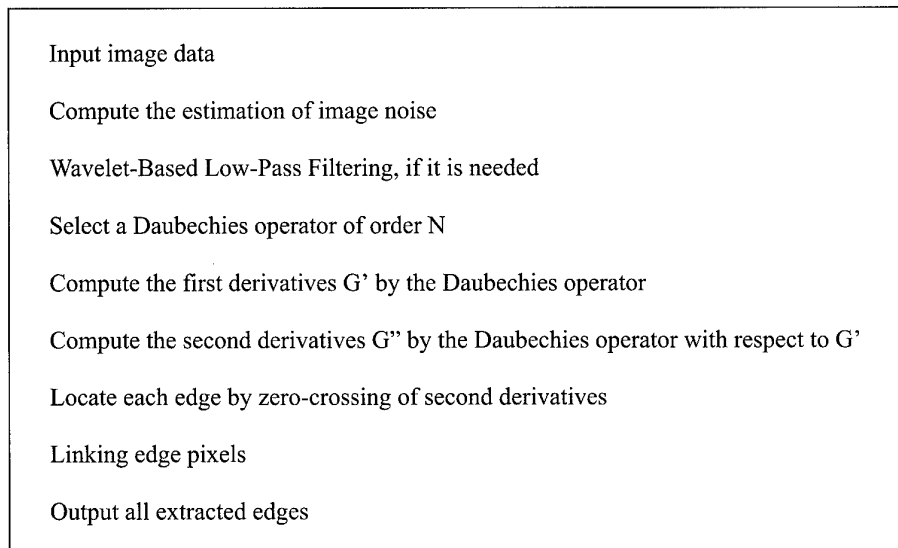 Input image data
Compute the estimation of image noise
Wavelet-Based Low-Pass Filtering, if it is needed
Select a Daubechies operator of order N
Compute the first derivatives G’ by the Daubechies operator
Compute the second derivatives G” by the Daubechies operator with respect to G’
Locate each edge by zero-crossing of second derivatives
Linking edge pixels
Output all extracted edges